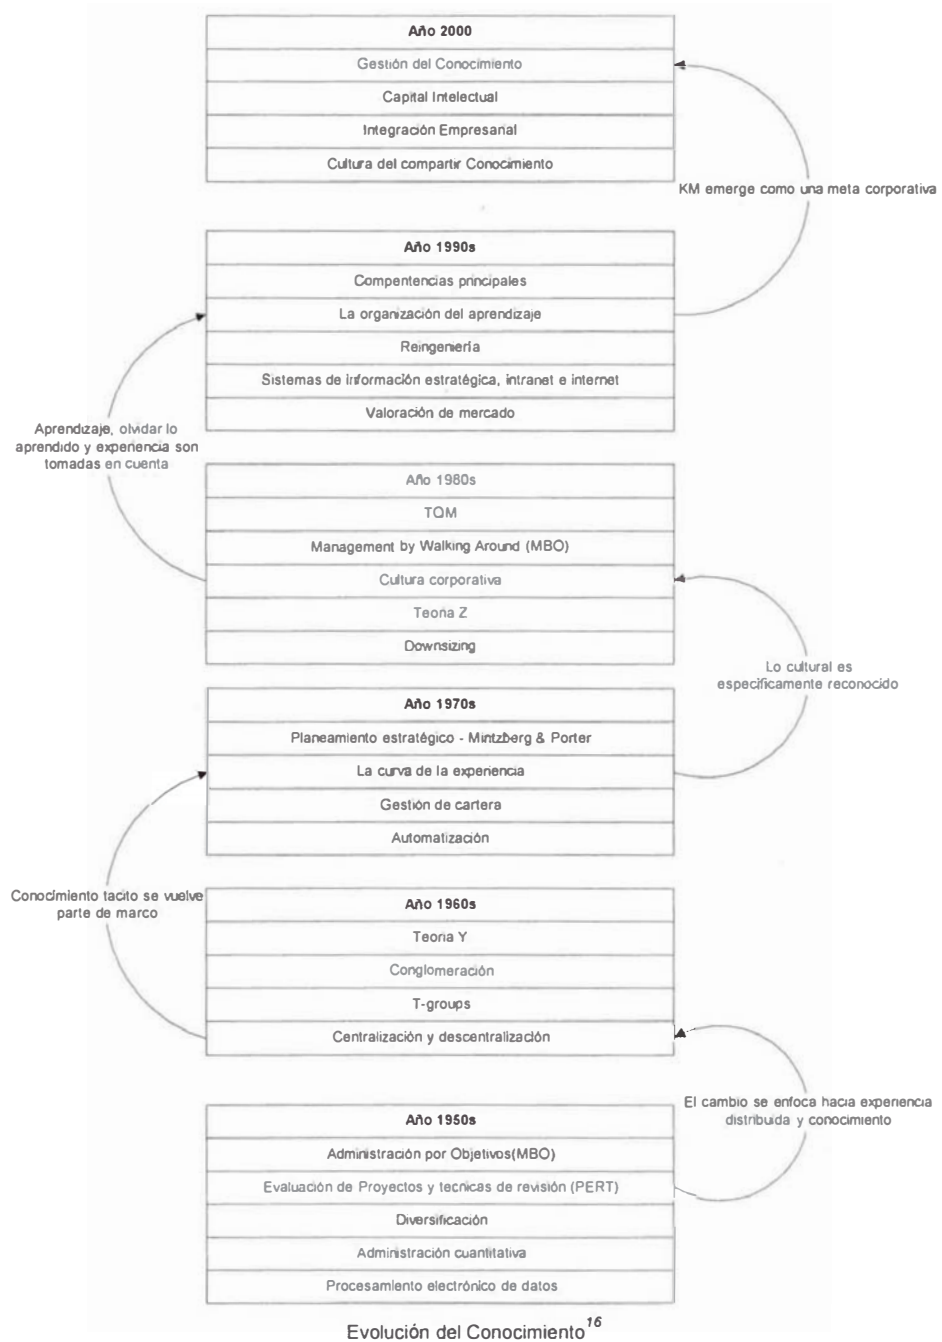 Año 2000
Gestión del Conocimiento
Capital Intelectual
Integración Empresarial
Cultura del compartir Conocimiento
KM emerge como una meta corporativa
Año 1990s
Compentencias principales
La organización del aprendizaje
Reingeniería
Sistemas de información estratégica, intranet e internet
Valoración de mercado
Aprendizaje, olvidar lo
aprendido y experiencia son
tomadas en cuenta
Año 1980s
TQM
Management by Walking Around (MBO)
Cultura corporativa
Teoria Z
Downsizing
Lo cultural es
especificamente reconocido
Año 1970s
Planeamiento estratégico - Mintzberg & Porter
La curva de la experiencia
Gestión de cartera
Automatización
Conocimiento tacito se vuelve
parte de marco
Año 1960s
Teoria Y
Conglomeración
T-groups
Centralización y descentralización
El cambio se enfoca hacia experiencia
distribuida y conocimiento
Año 1950s
Administración por Objetivos(MBO)
Evaluación de Proyectos y tecnicas de revisión (PERT)
Diversificación
Administración cuantitativa
Procesamiento electrónico de datos
Evolución del Conocimiento 16